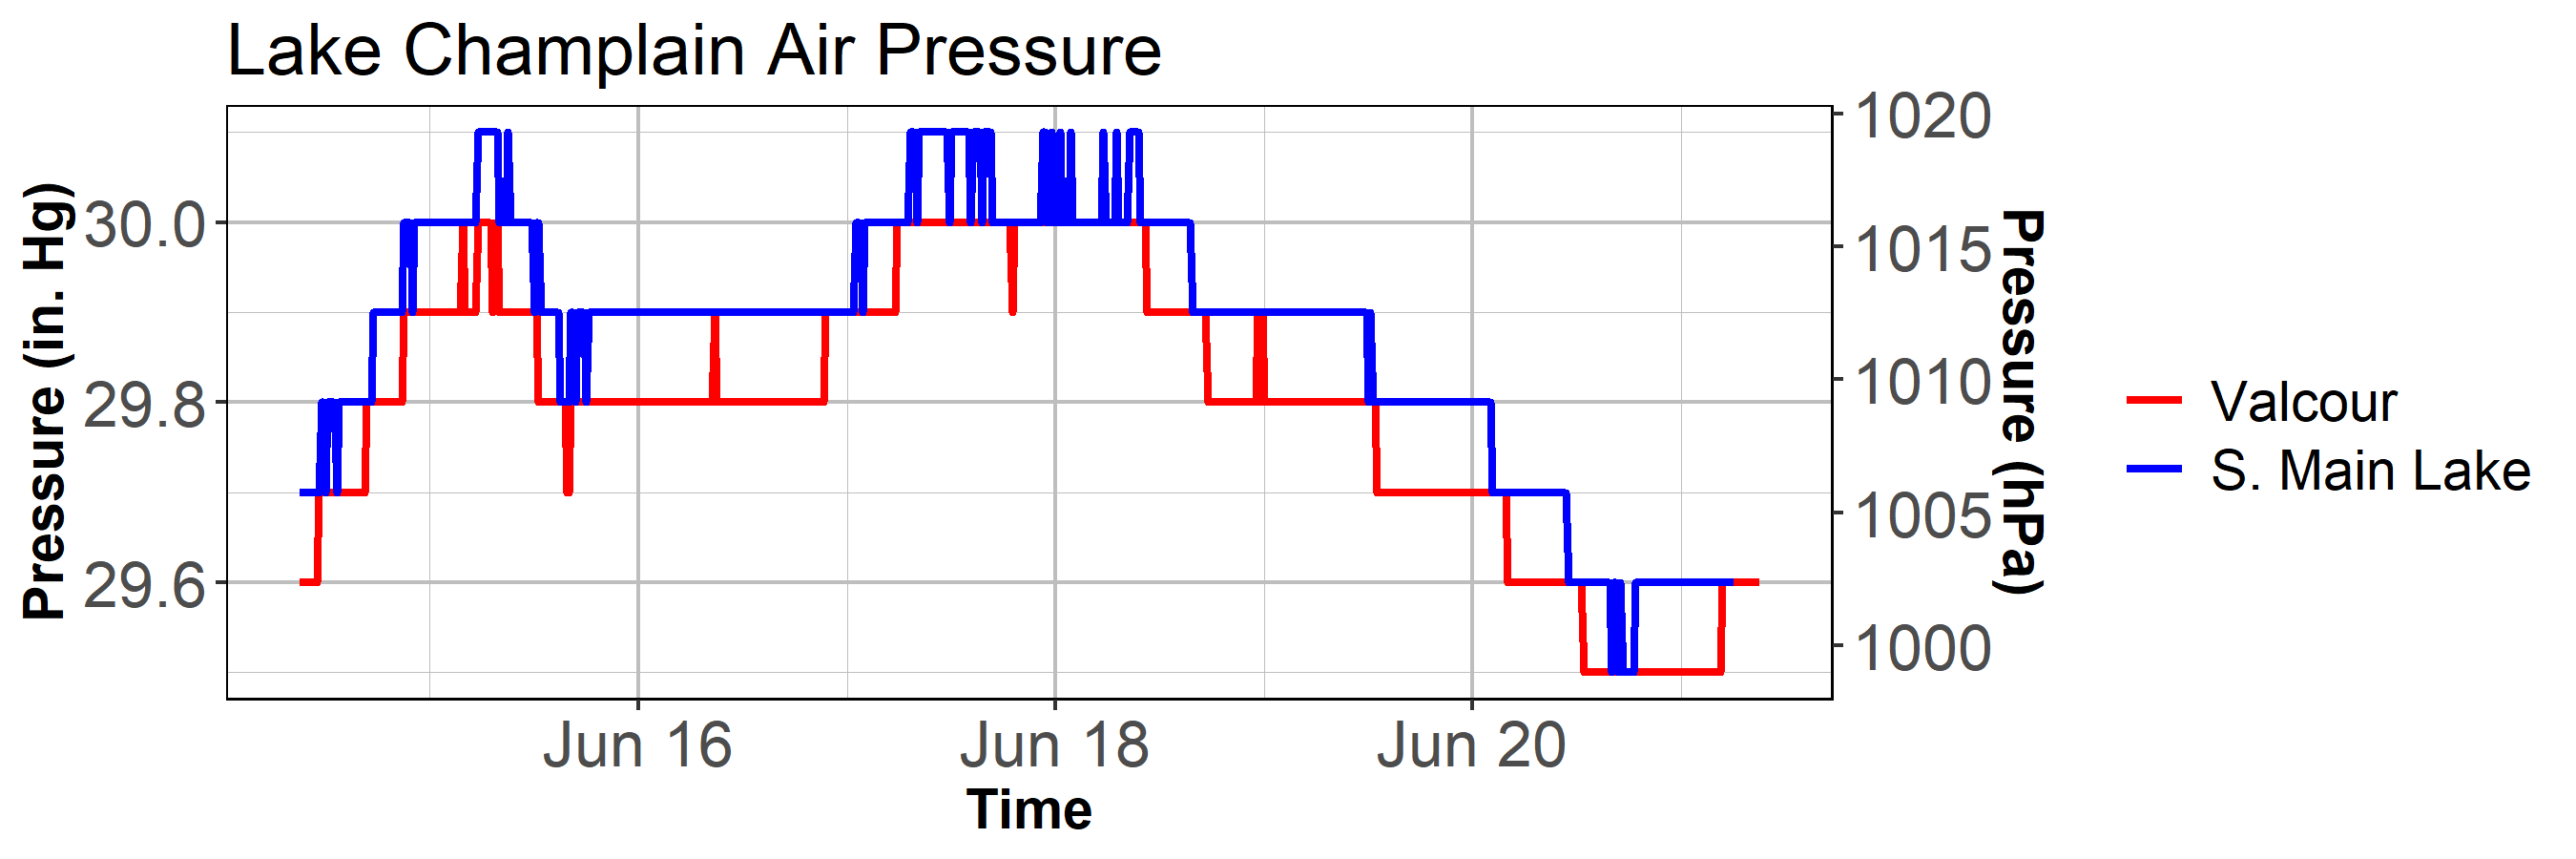 Lake Champlain Air Pressure
Pressure (in. Hg)
30.0
29.8
29.6
1020
1015
1010
1005
1000
Pressure (hPa)
Jun 16
Jun 18
Jun 20
Time
Valcour
S. Main Lake